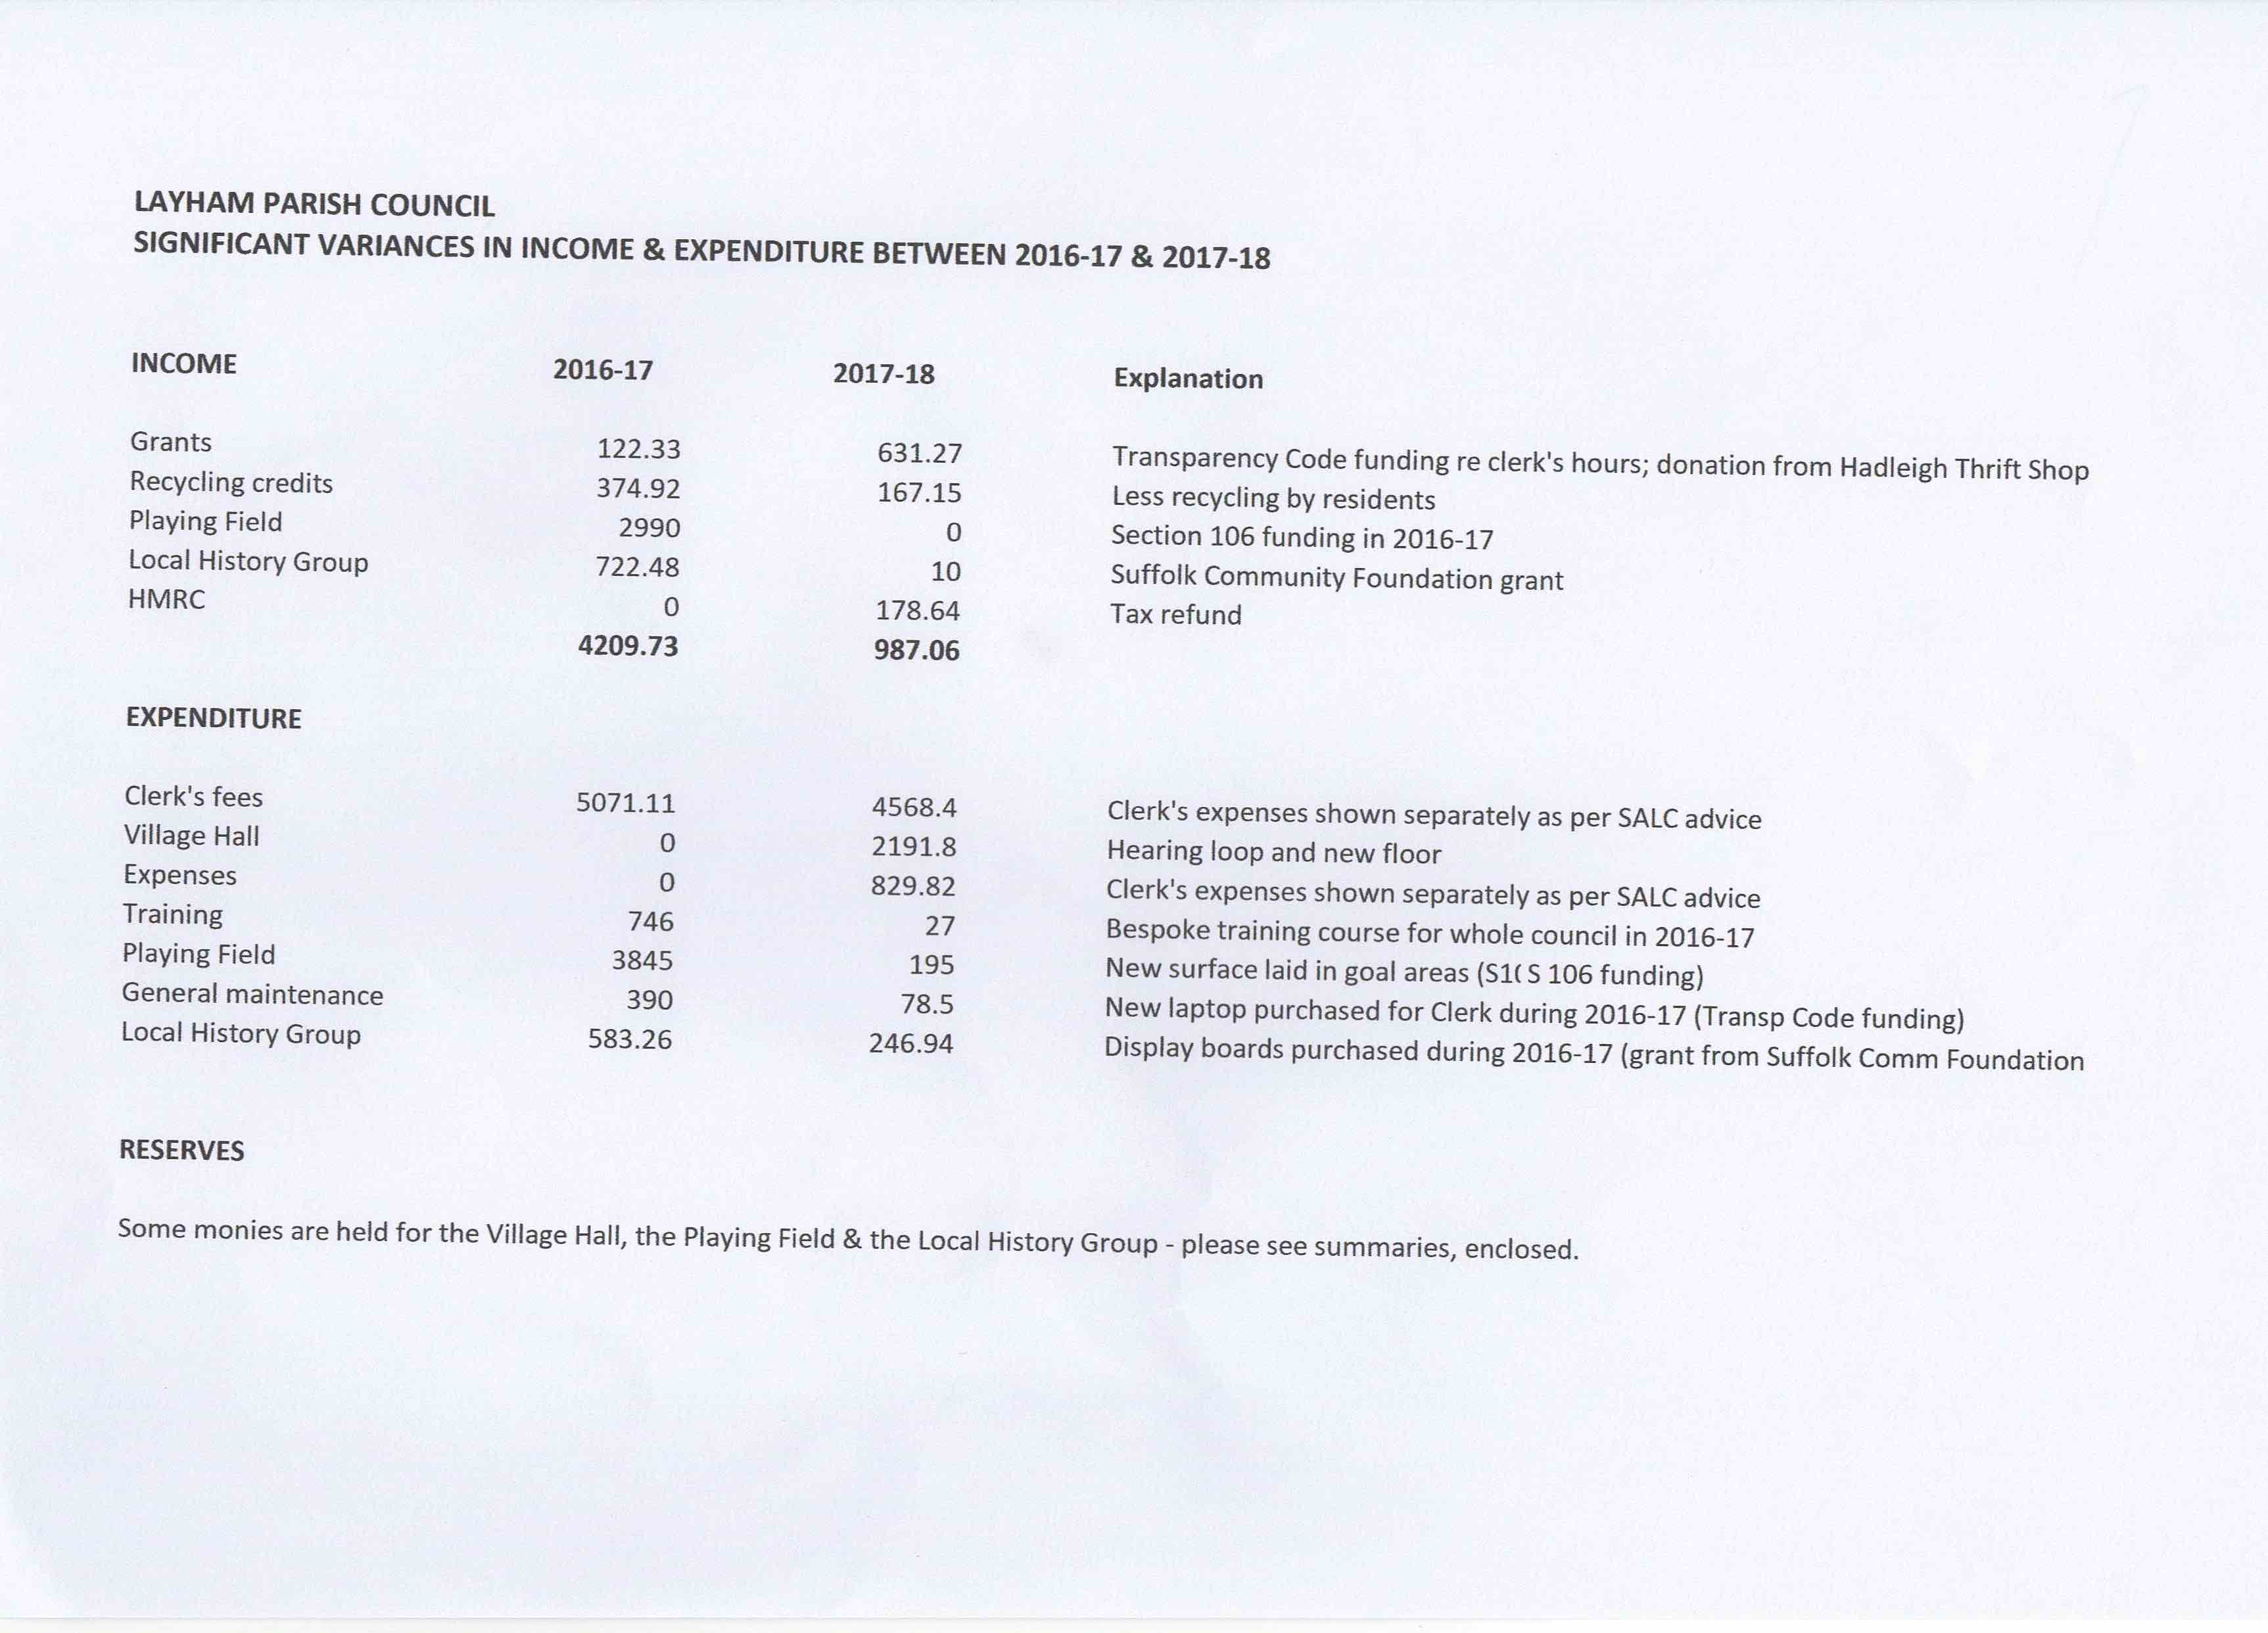 LAYHAM PARISH COUNCIL
SIGNIFICANT VARIANCES IN INCOME & EXPENDITURE BETWEEN 2016-17 & 2017-18
INCOME 2016-17 2017-18 Explanation
Grants 122.33 631.27 Transparency Code funding re clerk's hours; donation from Hadleigh Thrift Shop
Recycling credits 374.92 167.15 Less recycling by residents
Playing Field 2990 0 Section 106 funding in 2016-17
Local History Group 722.48 10 Suffolk Community Foundation grant
HMRC 0 178.64 Tax refund
4209.73 987.06
EXPENDITURE
Clerk's fees 5071.11 4568.4 Clerk's expenses shown separately as per SALC advice
Village Hall 0 2191.8 Hearing loop and new floor
Expenses 0 829.82 Clerk's expenses shown separately as per SALC advice
Training 746 27 Bespoke training course for whole council in 2016-17
Playing Field 3845 195 New surface laid in goal areas (S1( S 106 funding)
General maintenance 390 78.5 New laptop purchased for Clerk during 2016-17 (Transp Code funding)
Local History Group 583.26 246.94 Display boards purchased during 2016-17 (grant from Suffolk Comm Foundation
RESERVES
Some monies are held for the Village Hall, the Playing Field & the Local History Group - please see summaries, enclosed.